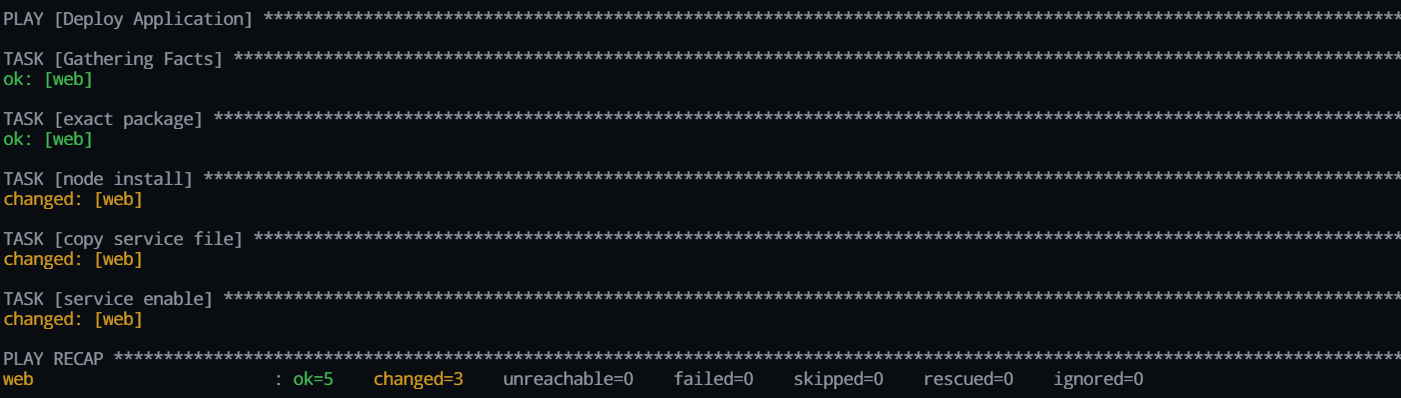 PLAY [Deploy Application] ******************************************************************************************************************
TASK [Gathering Facts] *********************************************************************************************************************
ok: [web]
TASK [exact package] ***********************************************************************************************************************
ok: [web]
TASK [node install] ************************************************************************************************************************
changed: [web]
TASK [copy service file] *******************************************************************************************************************
changed: [web]
TASK [service enable] **********************************************************************************************************************
changed: [web]
PLAY RECAP *********************************************************************************************************************************
web : ok=5 changed=3 unreachable=0 failed=0 skipped=0 rescued=0 ignored=0